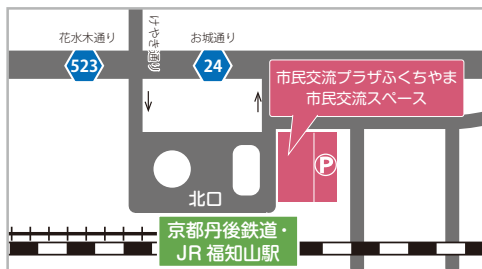 花水木通り
けやき通り
お城通り
523
24
市民交流プラザふくちやま
市民交流スペース
P
北口
京都丹後鉄道・
JR 福知山駅